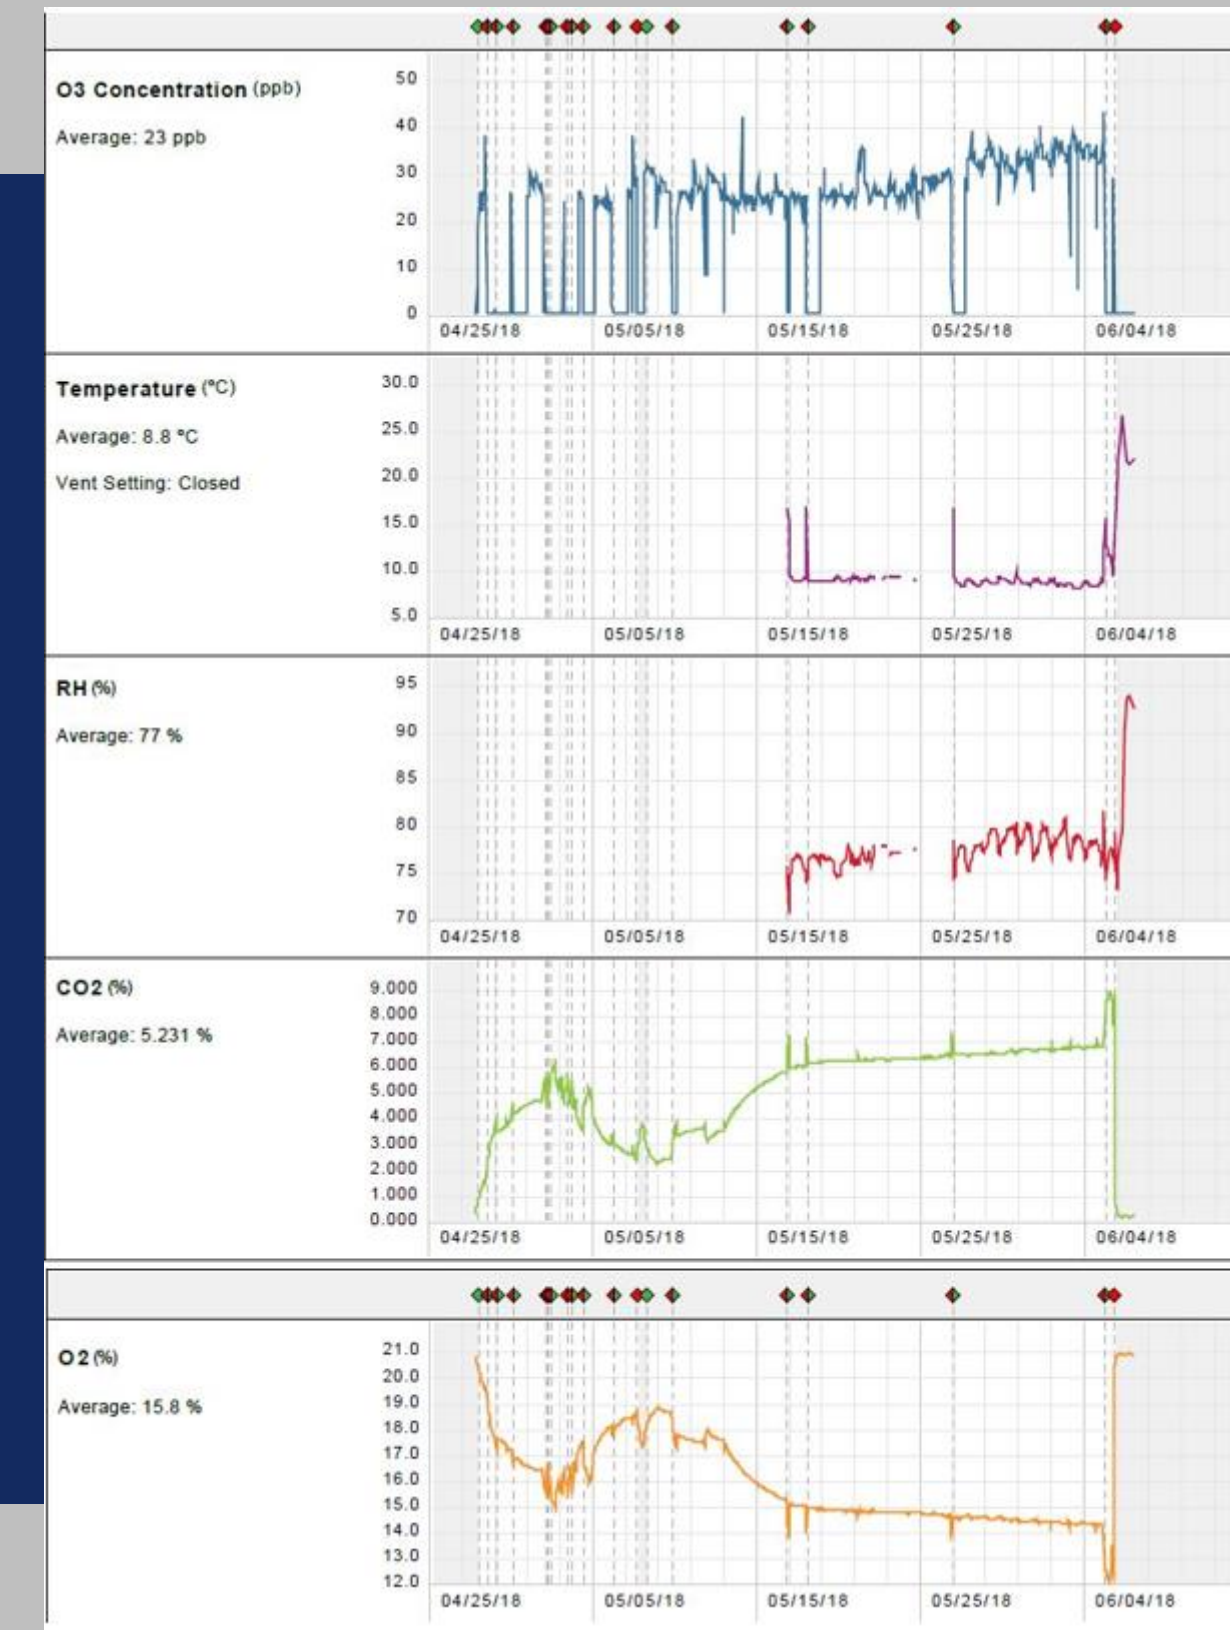 O3 Concentration (ppb)
Average: 23 ppb
50
40
30
20
10
0
04/25/18 05/05/18 05/15/18 05/25/18 06/04/18
Temperature (°C)
Average: 8.8 °C
Vent Setting: Closed
30.0
25.0
20.0
15.0
10.0
5.0
04/25/18 05/05/18 05/15/18 05/25/18 06/04/18
RH (%)
Average: 77 %
95
90
85
80
75
70
04/25/18 05/05/18 05/15/18 05/25/18 06/04/18
CO2 (%)
Average: 5.231 %
9.000
8.000
7.000
6.000
5.000
4.000
3.000
2.000
1.000
0.000
04/25/18 05/05/18 05/15/18 05/25/18 06/04/18
O2 (%)
Average: 15.8 %
21.0
20.0
19.0
18.0
17.0
16.0
15.0
14.0
13.0
12.0
04/25/18 05/05/18 05/15/18 05/25/18 06/04/18